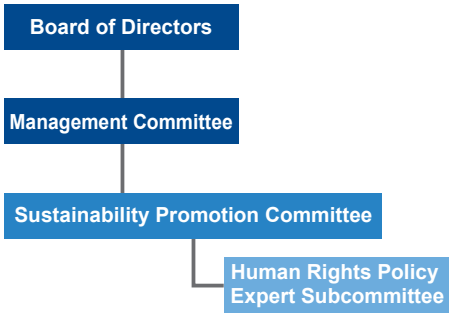 Board of Directors
Management Committee
Sustainability Promotion Committee
Human Rights Policy
Expert Subcommittee